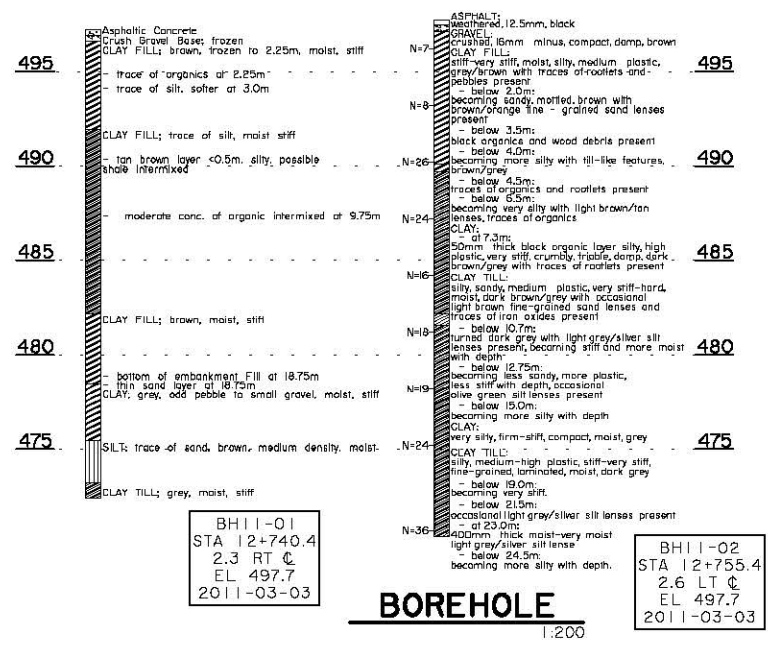 Asphaltic Concrete
Crush Gravel Base; frozen
CLAY FILL; brown, frozen to 2.25m, moist, stiff
495
- trace of organics at 2.25m
- trace of silt, softer at 3.0m
CLAY FILL; trace of silt, moist stiff
490
- tan brown layer <0.5m, silty, possible
shale intermixed
- moderate conc. of organic intermixed at 9.75m
485
CLAY FILL; brown, moist, stiff
480
- bottom of embankment Fill at 18.75m
- thin sand layer at 18.75m
CLAY; grey, odd pebble to small gravel, moist, stiff
475
SILT; trace of sand, brown, medium density, moist
CLAY TILL; grey, moist, stiff
BH11-01
STA 12+740.4
2.3 RT ℄
EL 497.7
2011-03-03
ASPHALT:
weathered, 12.5mm, black
GRAVEL:
N=7
crushed, 16mm minus, compact, damp, brown
CLAY FILL:
stiff-very stiff, moist, silty, medium plastic,
495
grey/brown with traces of rootlets and
pebbles present
- below 2.0m:
N=8
becoming sandy, mottled, brown with
brown/orange fine - grained sand lenses
present
- below 3.5m:
black organics and wood debris present
- below 4.0m:
N=26
becoming more silty with till-like features,
490
brown/grey
- below 4.5m:
traces of organics and rootlets present
- below 6.5m:
becoming very silty with light brown/tan
N=24
lenses, traces of organics
CLAY:
- at 7.3m:
50mm thick black organic layer silty, high
485
plastic, very stiff, crumbly, friable, damp, dark
brown/grey with traces of rootlets present
N=16
CLAY TILL:
silty, sandy, medium plastic, very stiff-hard,
moist, dark brown/grey with occasional
light brown fine-grained sand lenses and
traces of iron oxides present
N=18
- below 10.7m:
turned dark grey with light grey/silver silt
lenses present, becoming stiff and more moist
480
with depth
- below 12.75m:
becoming less sandy, more plastic,
N=19
less stiff with depth, occasional
olive green silt lenses present
- below 15.0m:
becoming more silty with depth
CLAY:
very silty, firm-stiff, compact, moist, grey
N=24
475
CLAY TILL:
silty, medium-high plastic, stiff-very stiff,
fine-grained, laminated, moist, dark grey
- below 19.0m:
becoming very stiff.
- below 21.5m:
occasional light grey/silver silt lenses present
- at 23.0m:
N=36
400mm thick moist-very moist
light grey/silver silt lense
- below 24.5m:
becoming more silty with depth.
BH11-02
STA 12+755.4
2.6 LT ℄
EL 497.7
2011-03-03
BOREHOLE
1:200